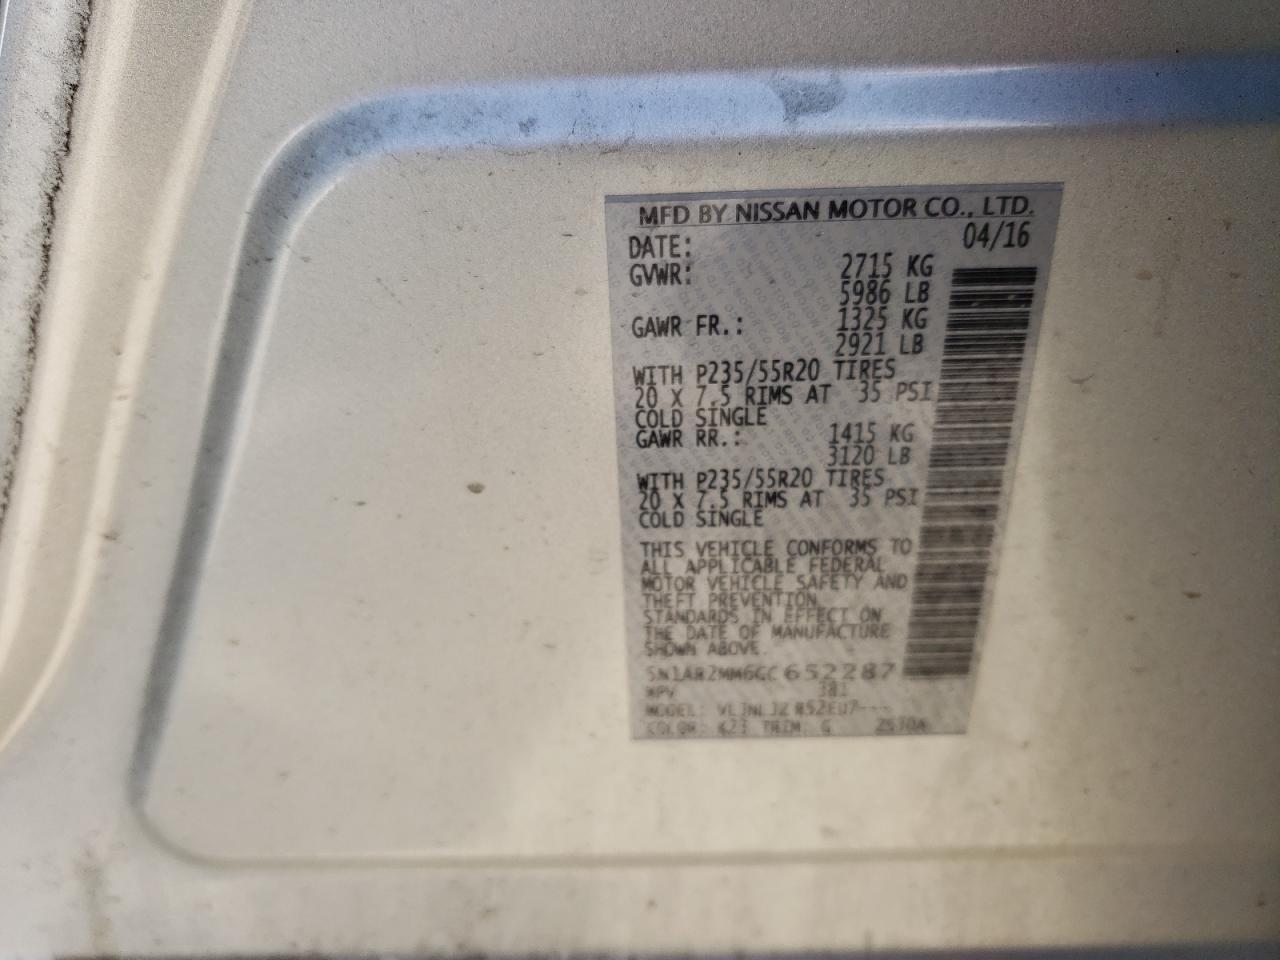 MFD BY NISSAN MOTOR CO., LTD.
DATE: 04/16
GVWR: 2715 KG
5986 LB
GAWR FR.: 1325 KG
2921 LB
WITH P235/55R20 TIRES
20 X 7.5 RIMS AT 35 PSI
COLD SINGLE
GAWR RR.: 1415 KG
3120 LB
WITH P235/55R20 TIRES
20 X 7.5 RIMS AT 35 PSI
COLD SINGLE
THIS VEHICLE CONFORMS TO
ALL APPLICABLE FEDERAL
MOTOR VEHICLE SAFETY AND
THEFT PREVENTION
STANDARDS IN EFFECT ON
THE DATE OF MANUFACTURE
SHOWN ABOVE.
5N1AR2MM6GC652287
MPV
MODEL:
COLOR: K23 TRIM: G